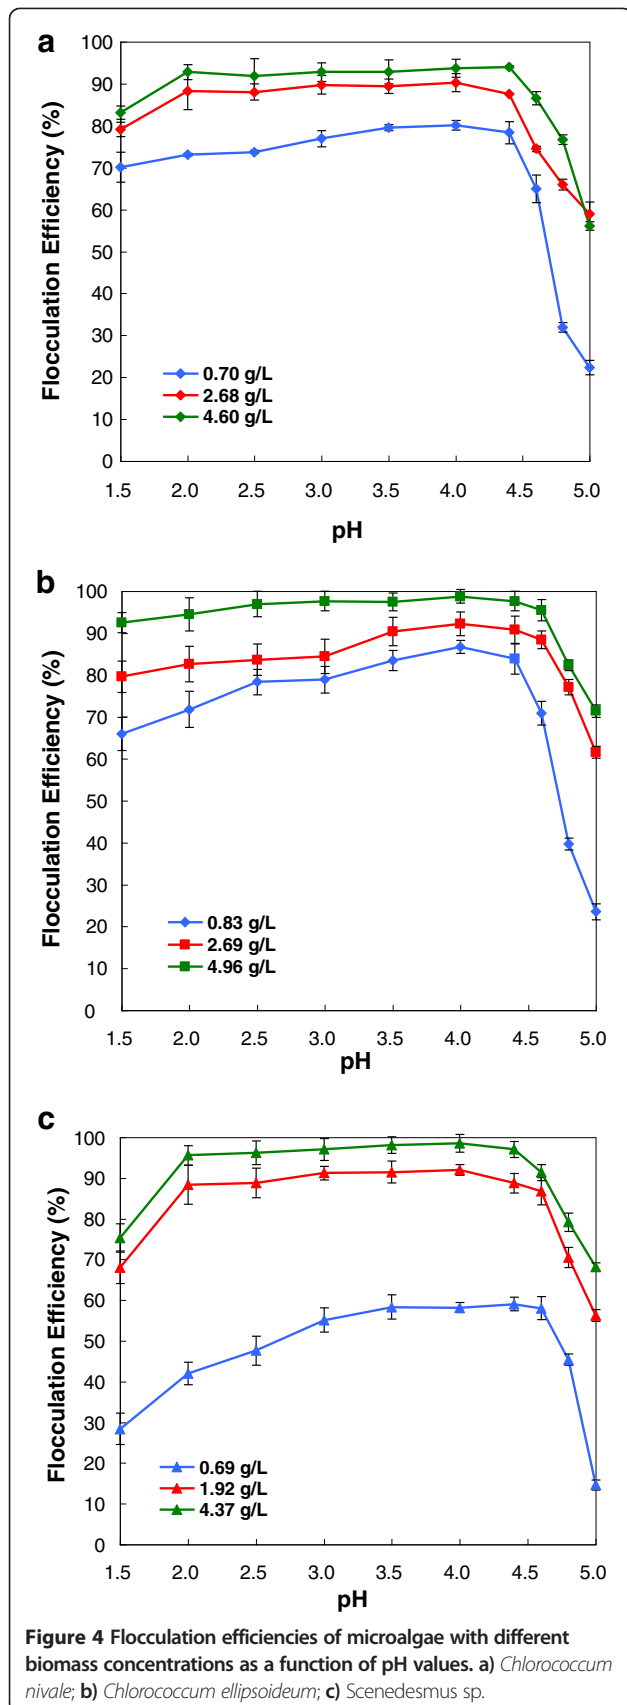 a
100
90
80
70
60
50
40
30
20
10
0
Flocculation Efficiency (%)
0.70 g/L
2.68 g/L
4.60 g/L
1.5 2.0 2.5 3.0 3.5 4.0 4.5 5.0
pH
b
100
90
80
70
60
50
40
30
20
10
0
Flocculation Efficiency (%)
0.83 g/L
2.69 g/L
4.96 g/L
1.5 2.0 2.5 3.0 3.5 4.0 4.5 5.0
pH
c
100
90
80
70
60
50
40
30
20
10
0
Flocculation Efficiency (%)
0.69 g/L
1.92 g/L
4.37 g/L
1.5 2.0 2.5 3.0 3.5 4.0 4.5 5.0
pH
Figure 4 Flocculation efficiencies of microalgae with different
biomass concentrations as a function of pH values. a) Chlorococcum
nivale; b) Chlorococcum ellipsoideum; c) Scenedesmus sp.